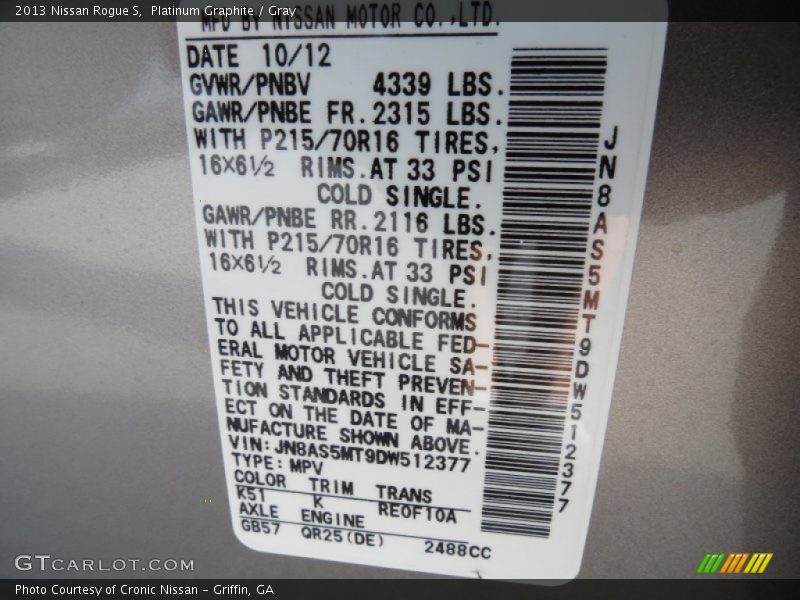 2013 Nissan Rogue S, Platinum Graphite / Gray
MFD BY NISSAN MOTOR CO.,LTD.
DATE 10/12
GVWR/PNBV 4339 LBS.
GAWR/PNBE FR.2315 LBS.
WITH P215/70R16 TIRES,
16X6½ RIMS.AT 33 PSI
COLD SINGLE.
GAWR/PNBE RR.2116 LBS.
WITH P215/70R16 TIRES,
16X6½ RIMS.AT 33 PSI
COLD SINGLE.
THIS VEHICLE CONFORMS
TO ALL APPLICABLE FED-
ERAL MOTOR VEHICLE SA-
FETY AND THEFT PREVEN-
TION STANDARDS IN EFF-
ECT ON THE DATE OF MA-
NUFACTURE SHOWN ABOVE.
VIN:JN8AS5MT9DW512377
TYPE:MPV
COLOR TRIM TRANS
K51 K RE0F10A
AXLE ENGINE
GB57 QR25(DE) 2488CC
JN8AS5MT9DW512377
GTCARLOT.COM
Photo Courtesy of Cronic Nissan - Griffin, GA